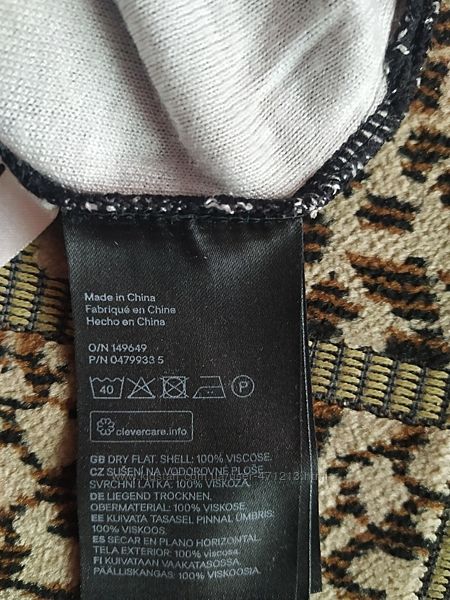 Made in China
Fabriqué en Chine
Hecho en China
O/N 149649
P/N 0479933 5
40
P
clevercare.info
GB DRY FLAT. SHELL: 100% VISCOSE.
CZ SUŠENÍ NA VODOROVNÉ PLOŠE
SVRCHNÍ LÁTKA: 100% VISKÓZA.
DE LIEGEND TROCKNEN.
OBERMATERIAL: 100% VISKOSE.
EE KUIVATA TASASEL PINNAL ÜMBRIS:
100% VISKOOS.
ES SECAR EN PLANO HORIZONTAL.
TELA EXTERIOR: 100% viscosa
FI KUIVATAAN VAAKATASOSSA.
PÄÄLLISKANGAS: 100% VISKOOSIA.